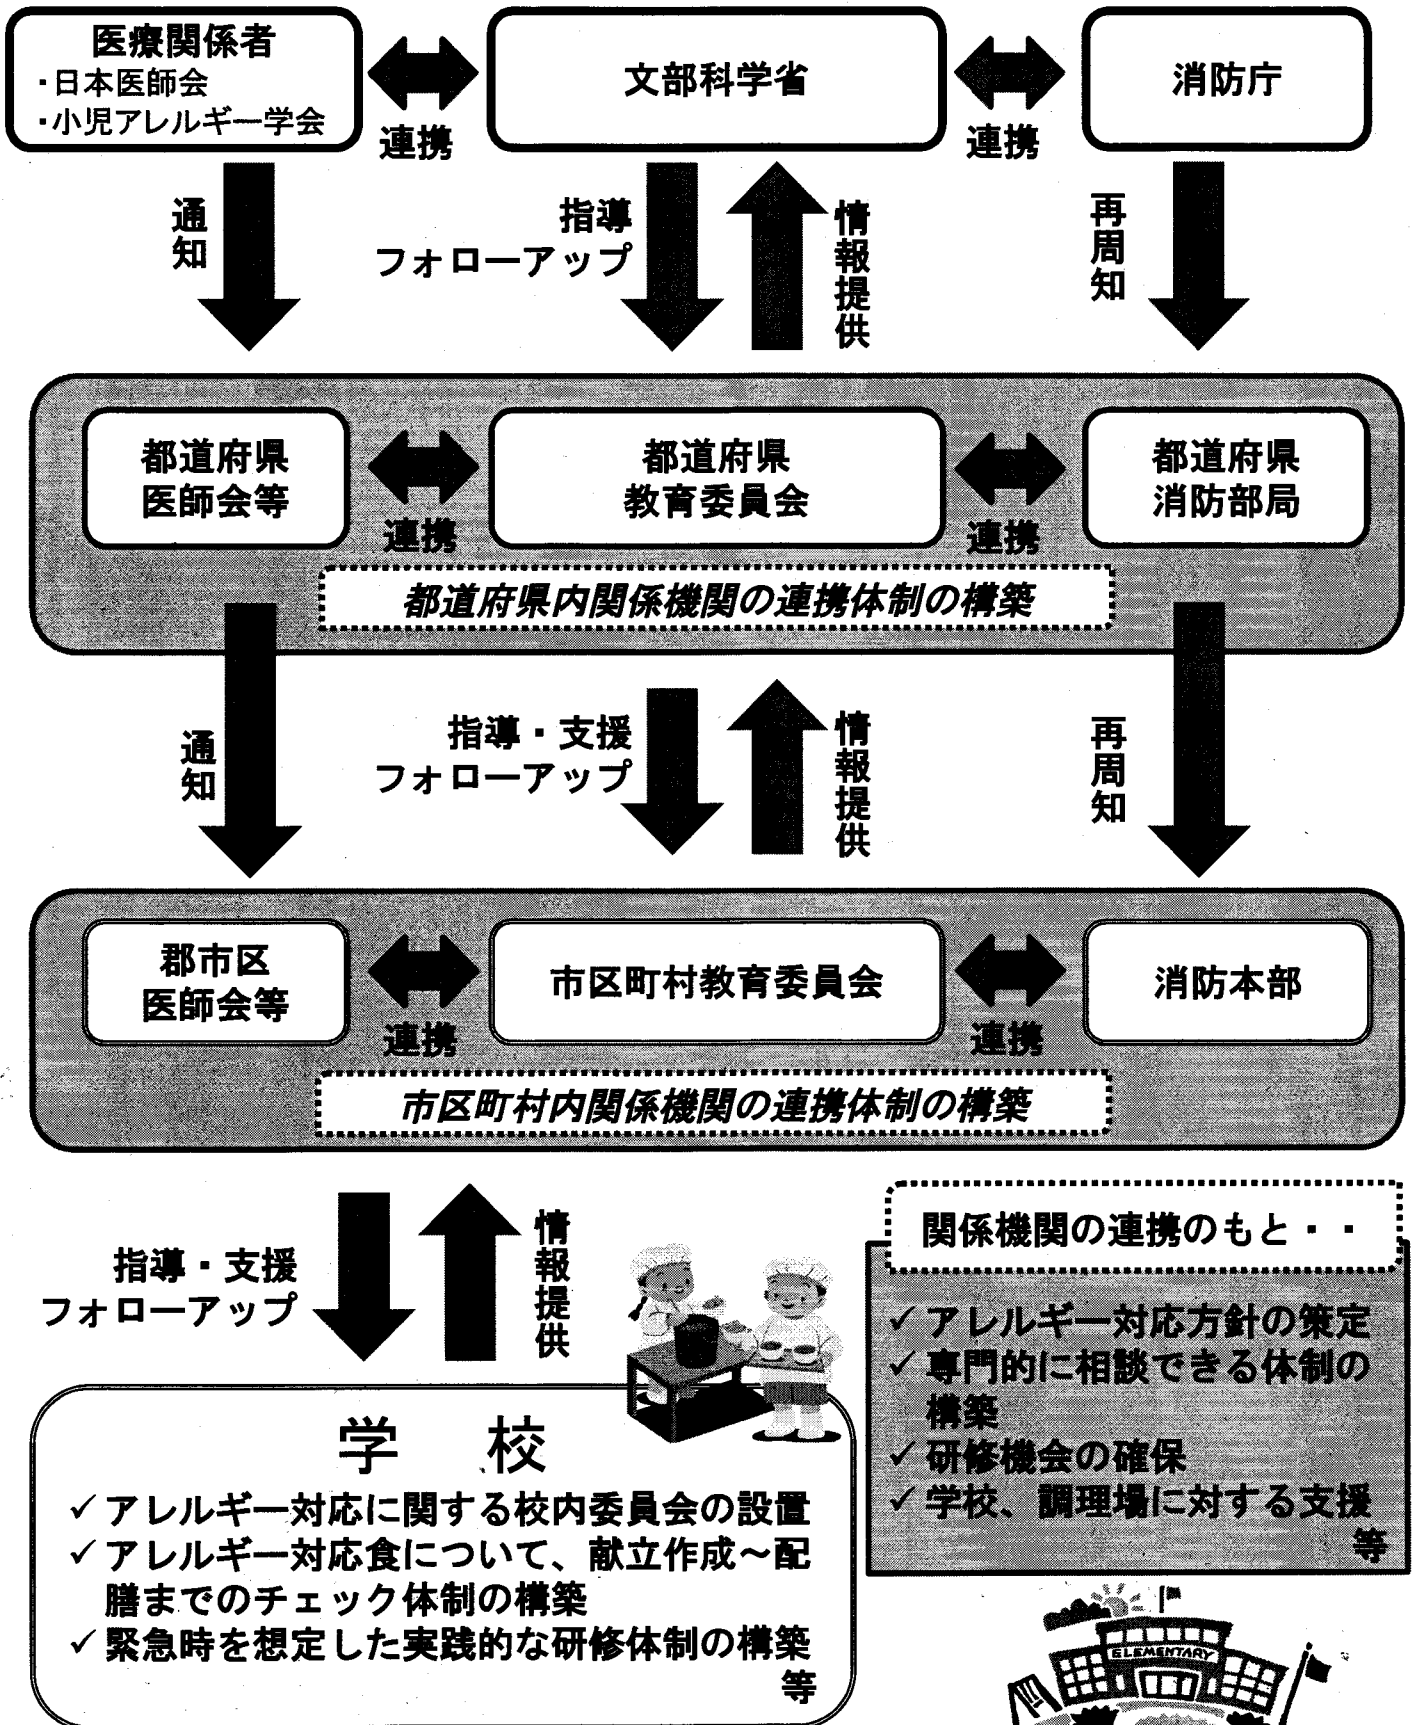 医療関係者
・日本医師会
・小児アレルギー学会
連携
文部科学省
連携
消防庁
通知
指導
フォローアップ
情報提供
再周知
都道府県
医師会等
連携
都道府県
教育委員会
連携
都道府県
消防部局
都道府県内関係機関の連携体制の構築
通知
指導・支援
フォローアップ
情報提供
再周知
郡市区
医師会等
連携
市区町村教育委員会
連携
消防本部
市区町村内関係機関の連携体制の構築
指導・支援
フォローアップ
情報提供
関係機関の連携のもと・・
✓ アレルギー対応方針の策定
✓ 専門的に相談できる体制の
構築
✓ 研修機会の確保
✓ 学校、調理場に対する支援
等
学 校
✓ アレルギー対応に関する校内委員会の設置
✓ アレルギー対応食について、献立作成～配
膳までのチェック体制の構築
✓ 緊急時を想定した実践的な研修体制の構築
等
ELEMENTARY